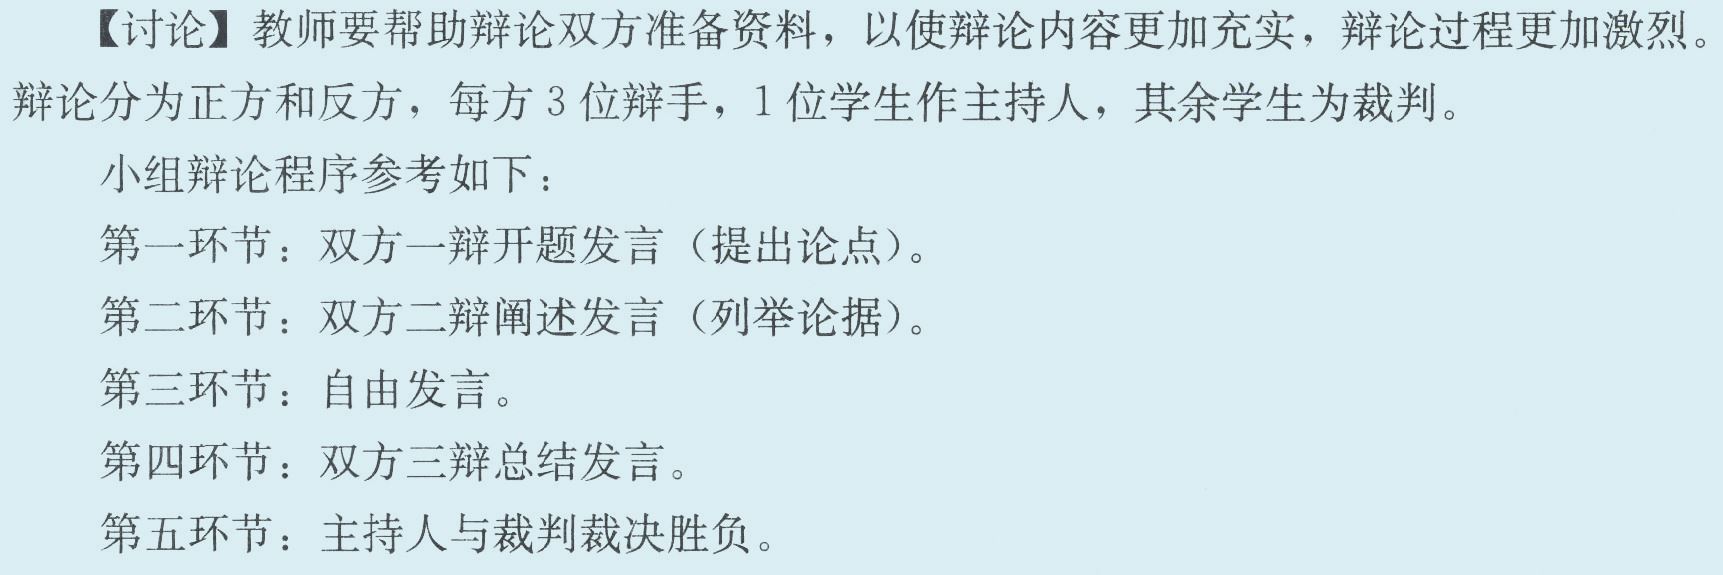 【讨论】教师要帮助辩论双方准备资料，以使辩论内容更加充实，辩论过程更加激烈。
辩论分为正方和反方，每方3位辩手，1位学生作主持人，其余学生为裁判。
小组辩论程序参考如下：
第一环节：双方一辩开题发言（提出论点）。
第二环节：双方二辩阐述发言（列举论据）。
第三环节：自由发言。
第四环节：双方三辩总结发言。
第五环节：主持人与裁判裁决胜负。